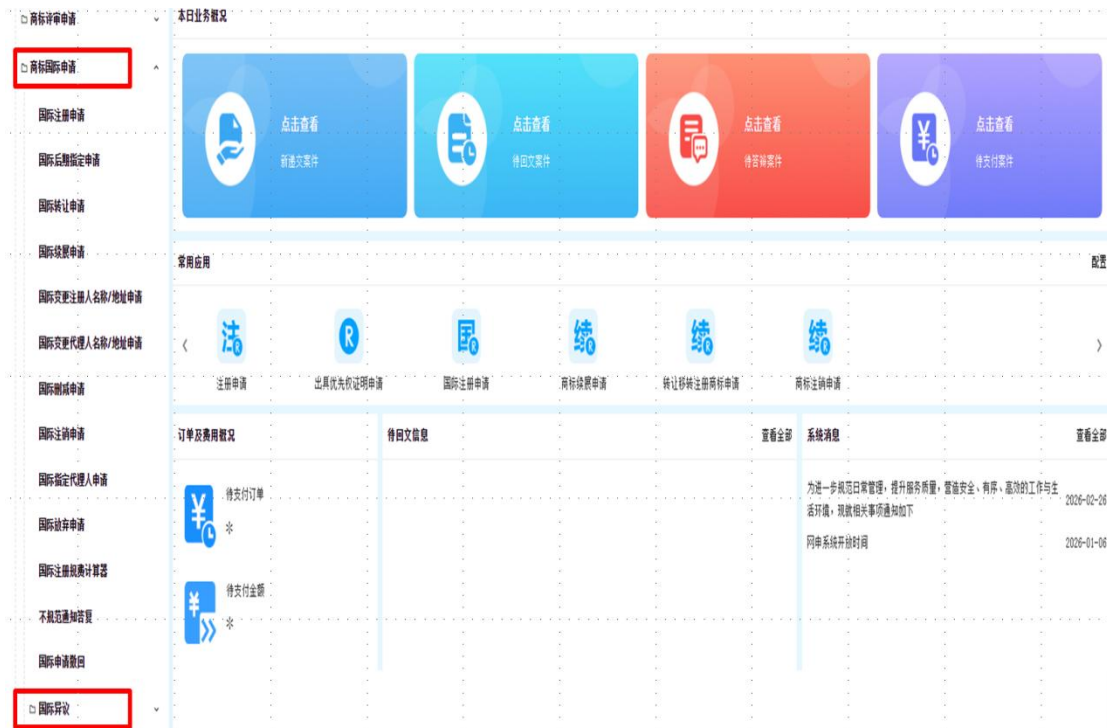 商标评审申请
商标国际申请
国际注册申请
国际后期指定申请
国际转让申请
国际续展申请
国际变更注册人名称/地址申请
国际变更代理人名称/地址申请
国际删减申请
国际注销申请
国际指定代理人申请
国际放弃申请
国际注册规费计算器
不规范通知答复
国际申请撤回
国际异议
本日业务概况
点击查看
新递交案件
点击查看
待回文案件
点击查看
待答辩案件
点击查看
待支付案件
常用应用
配置
注册申请
出具优先权证明申请
国际注册申请
商标续展申请
转让移转注册商标申请
商标注销申请
订单及费用概况
待支付订单
*
待支付金额
*
待回文信息
查看全部
系统消息
查看全部
为进一步规范日常管理，提升服务质量，营造安全、有序、高效的工作与生
活环境，现就相关事项通知如下
2026-02-26
网申系统开放时间
2026-01-06